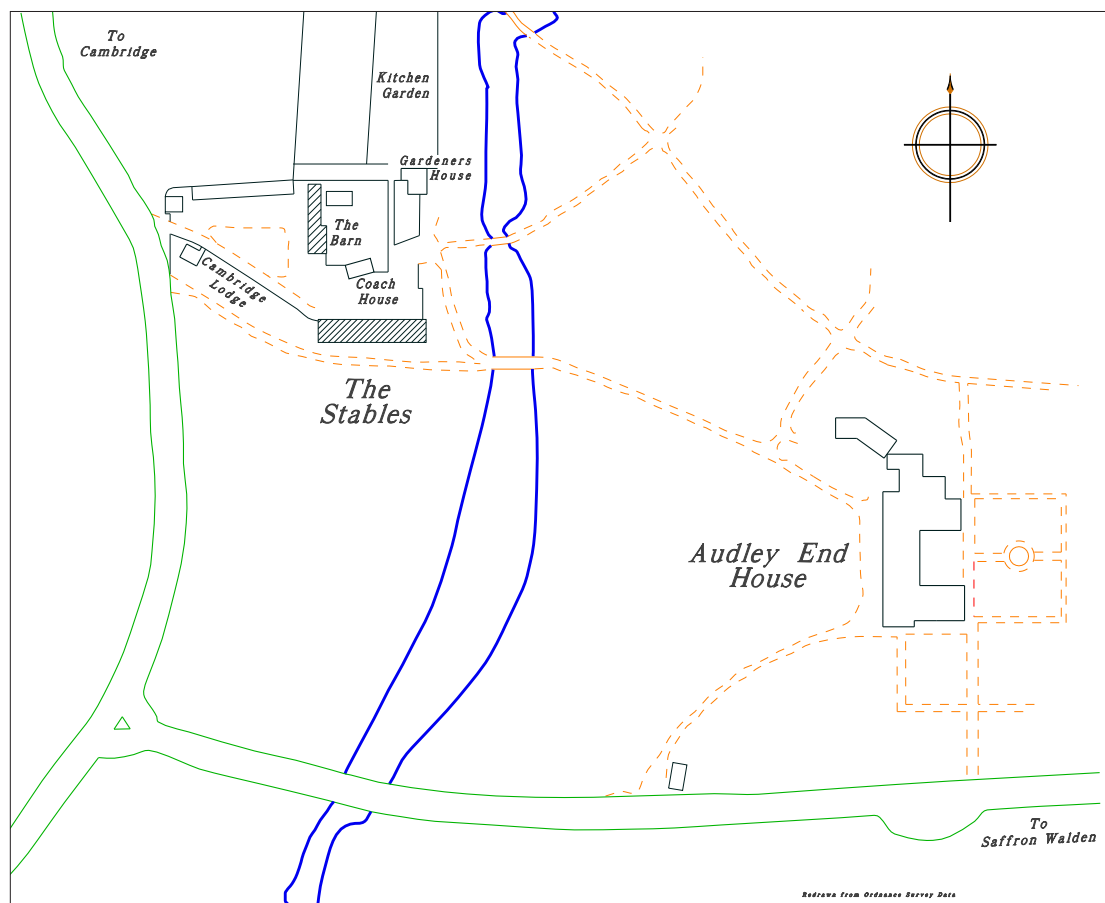 To
Cambridge
Kitchen
Garden
Gardeners
House
The
Barn
Cambridge
Lodge
Coach
House
The
Stables
Audley End
House
To
Saffron Walden
Redrawn from Ordnance Survey Data